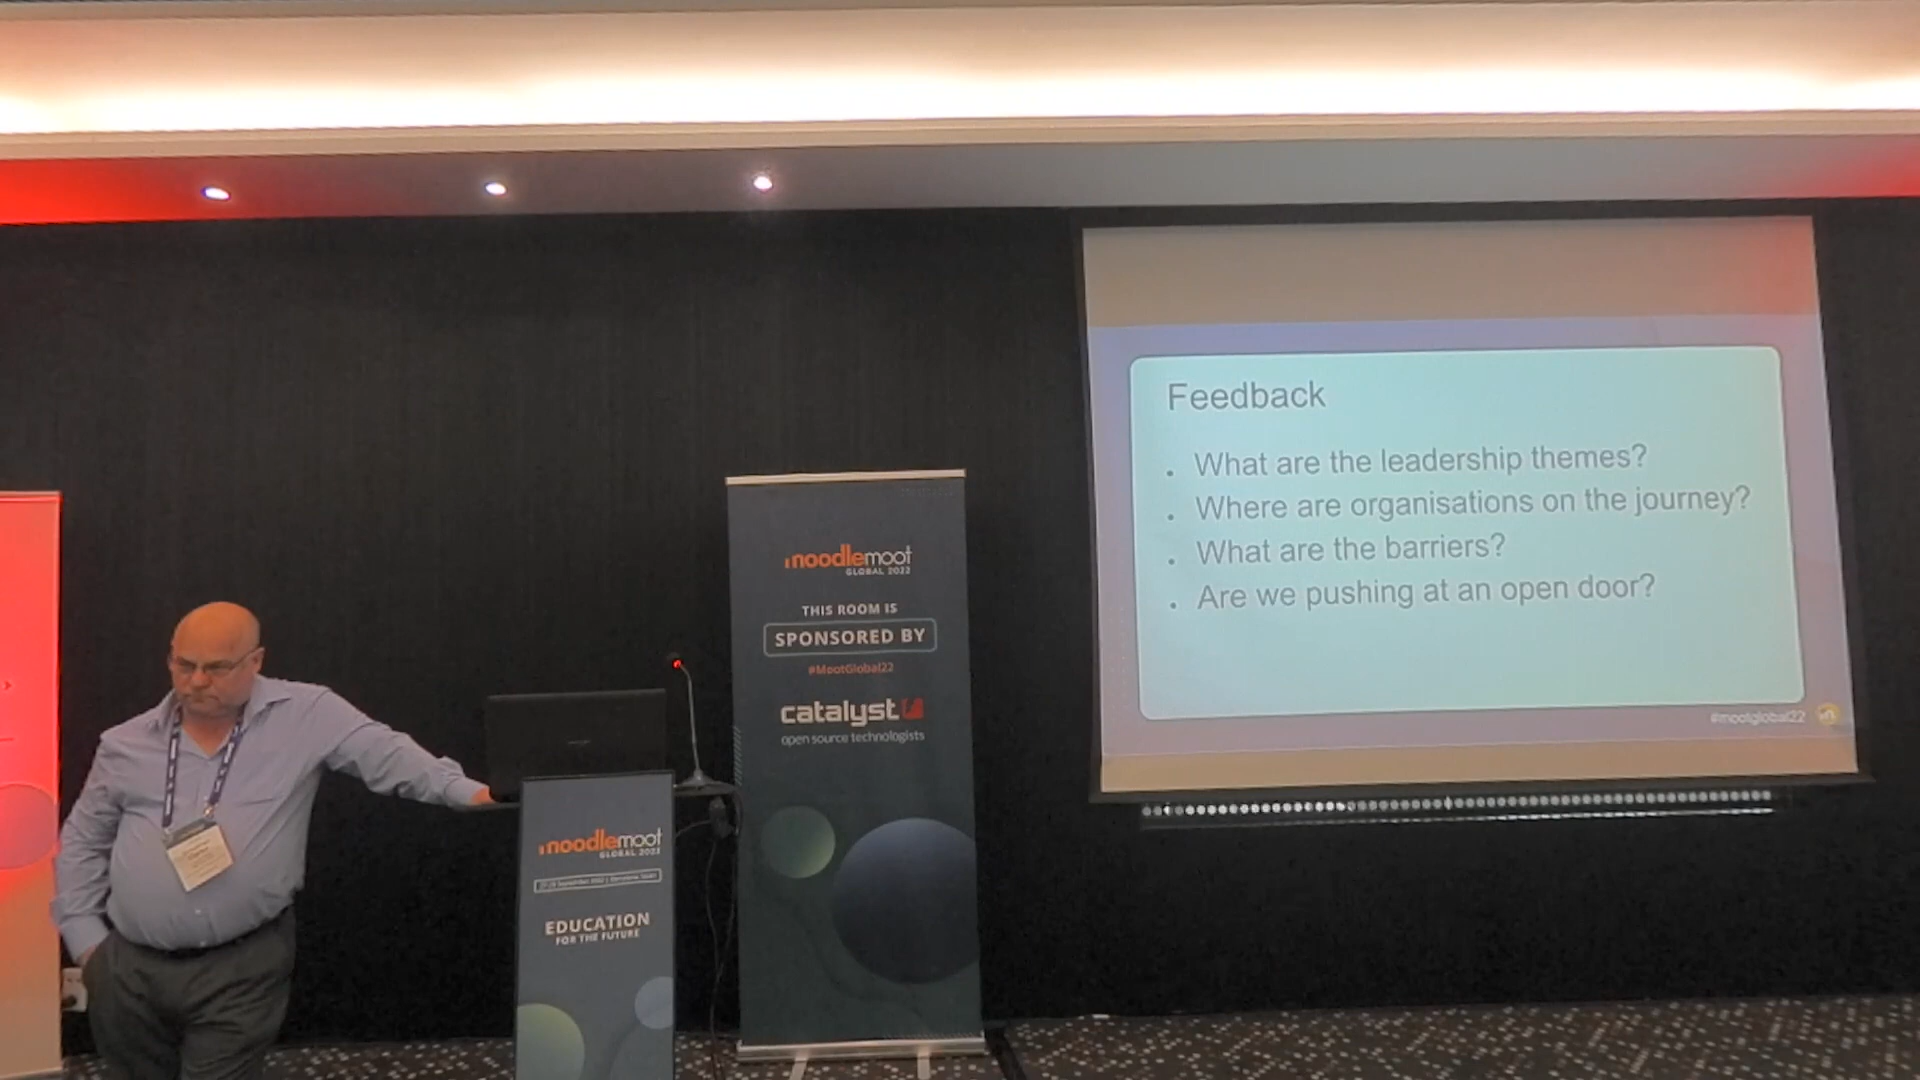 Feedback
. What are the leadership themes?
. Where are organisations on the journey?
. What are the barriers?
. Are we pushing at an open door?
#mootglobal22
moodlemoot
GLOBAL 2022
THIS ROOM IS
SPONSORED BY
#MootGlobal22
catalyst
open source technologists
moodlemoot
GLOBAL 2022
EDUCATION
FOR THE FUTURE